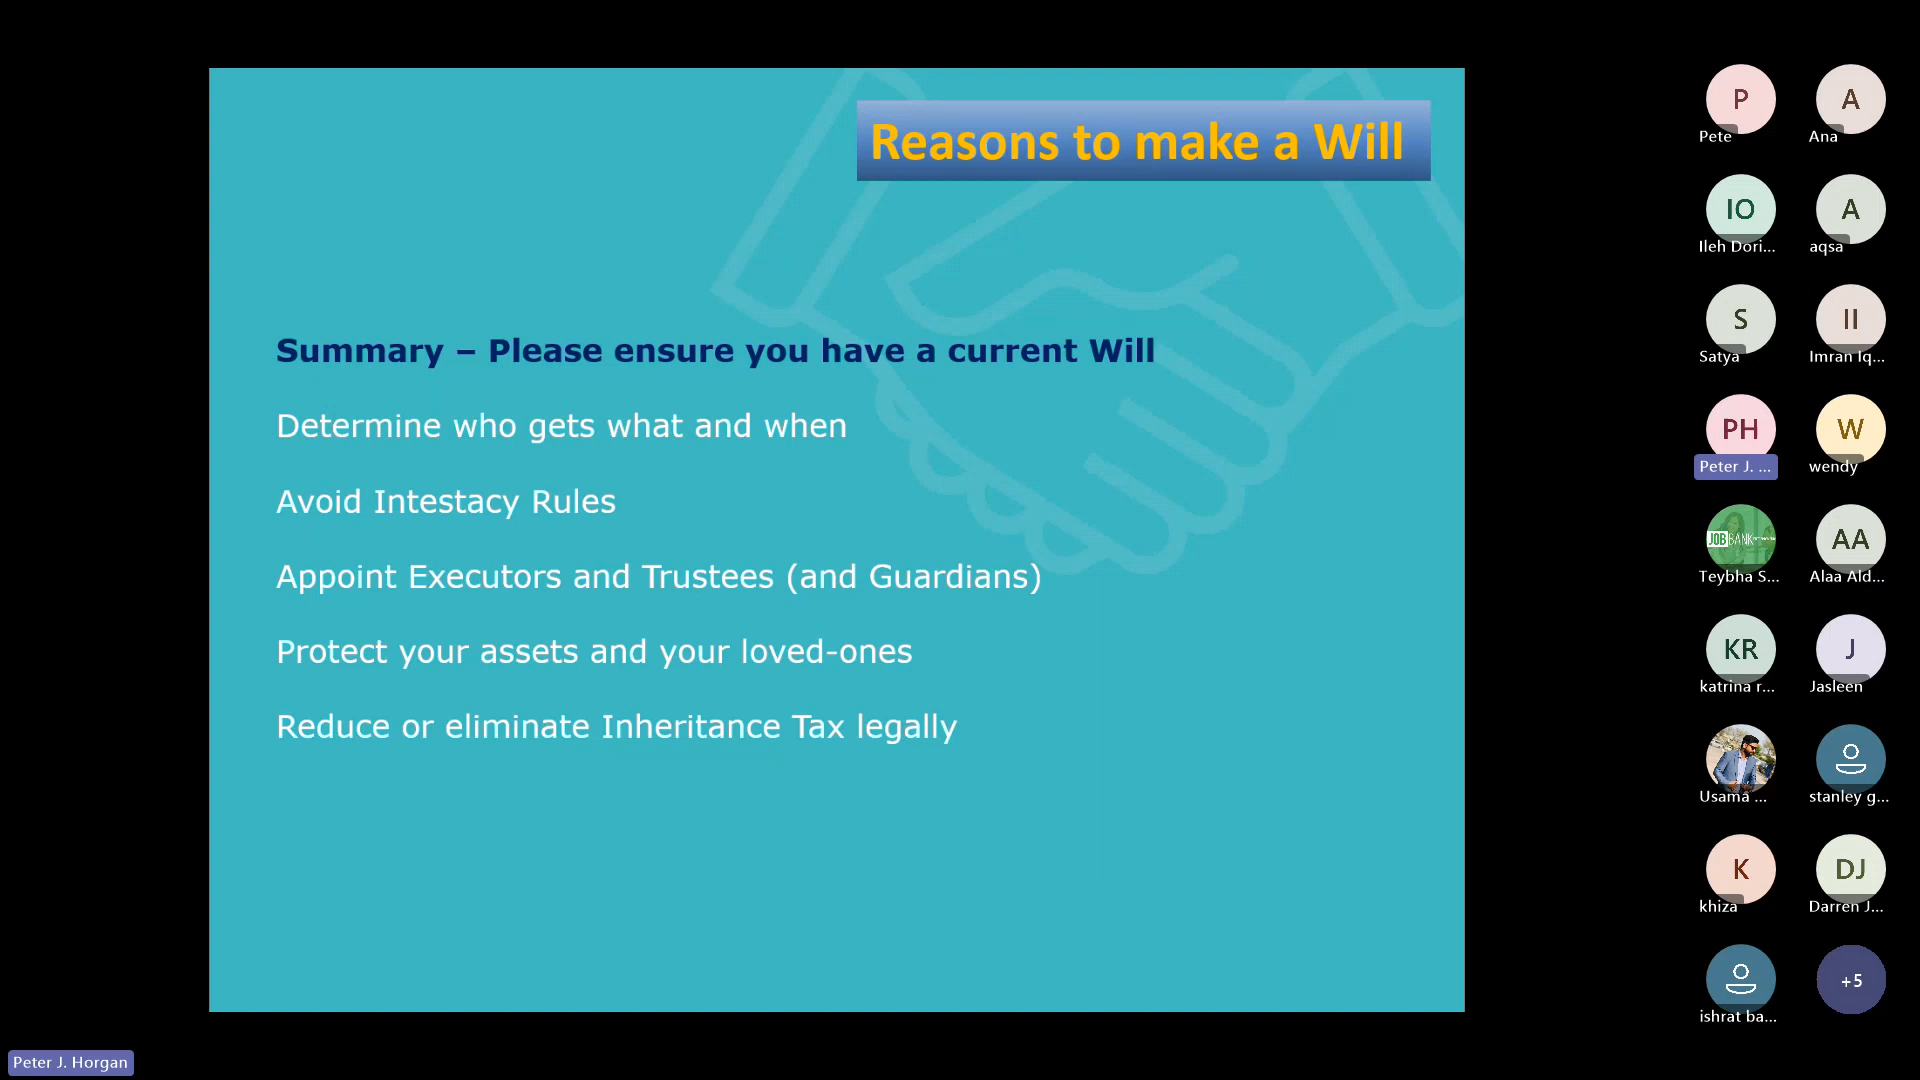 Reasons to make a Will
Summary – Please ensure you have a current Will
Determine who gets what and when
Avoid Intestacy Rules
Appoint Executors and Trustees (and Guardians)
Protect your assets and your loved-ones
Reduce or eliminate Inheritance Tax legally
P
Pete
A
Ana
IO
Ileh Dori...
A
aqsa
S
Satya
II
Imran Iq...
PH
Peter J. ...
W
wendy
JOBBANK
Teybha S...
AA
Alaa Ald...
KR
katrina r...
J
Jasleen
Usama ...
stanley g...
K
khiza
DJ
Darren J...
ishrat ba...
+5
Peter J. Horgan